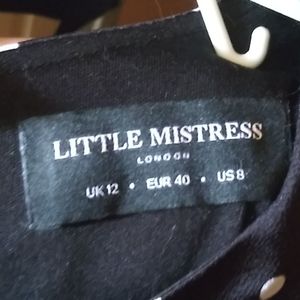 LITTLE MISTRESS
LONDON
UK 12 • EUR 40 • US 8